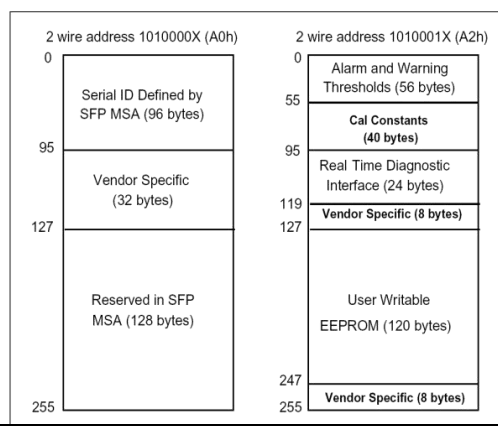 2 wire address 1010000X (A0h)
0
Serial ID Defined by
SFP MSA (96 bytes)
95
Vendor Specific
(32 bytes)
127
Reserved in SFP
MSA (128 bytes)
255
2 wire address 1010001X (A2h)
0
Alarm and Warning
Thresholds (56 bytes)
55
Cal Constants
(40 bytes)
95
Real Time Diagnostic
Interface (24 bytes)
119
Vendor Specific (8 bytes)
127
User Writable
EEPROM (120 bytes)
247
Vendor Specific (8 bytes)
255